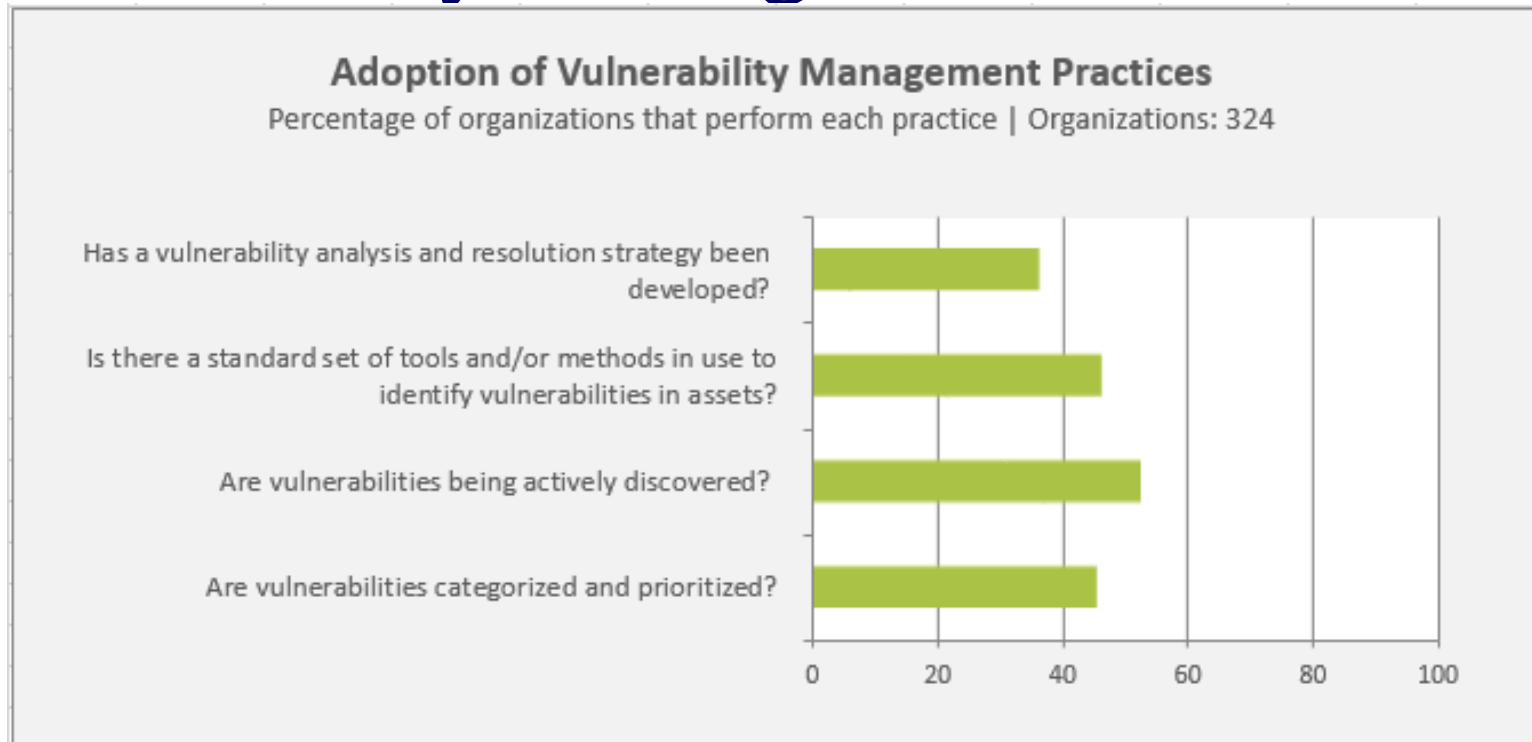 Adoption of Vulnerability Management Practices
Percentage of organizations that perform each practice | Organizations: 324
Has a vulnerability analysis and resolution strategy been
developed?
Is there a standard set of tools and/or methods in use to
identify vulnerabilities in assets?
Are vulnerabilities being actively discovered?
Are vulnerabilities categorized and prioritized?
0 20 40 60 80 100